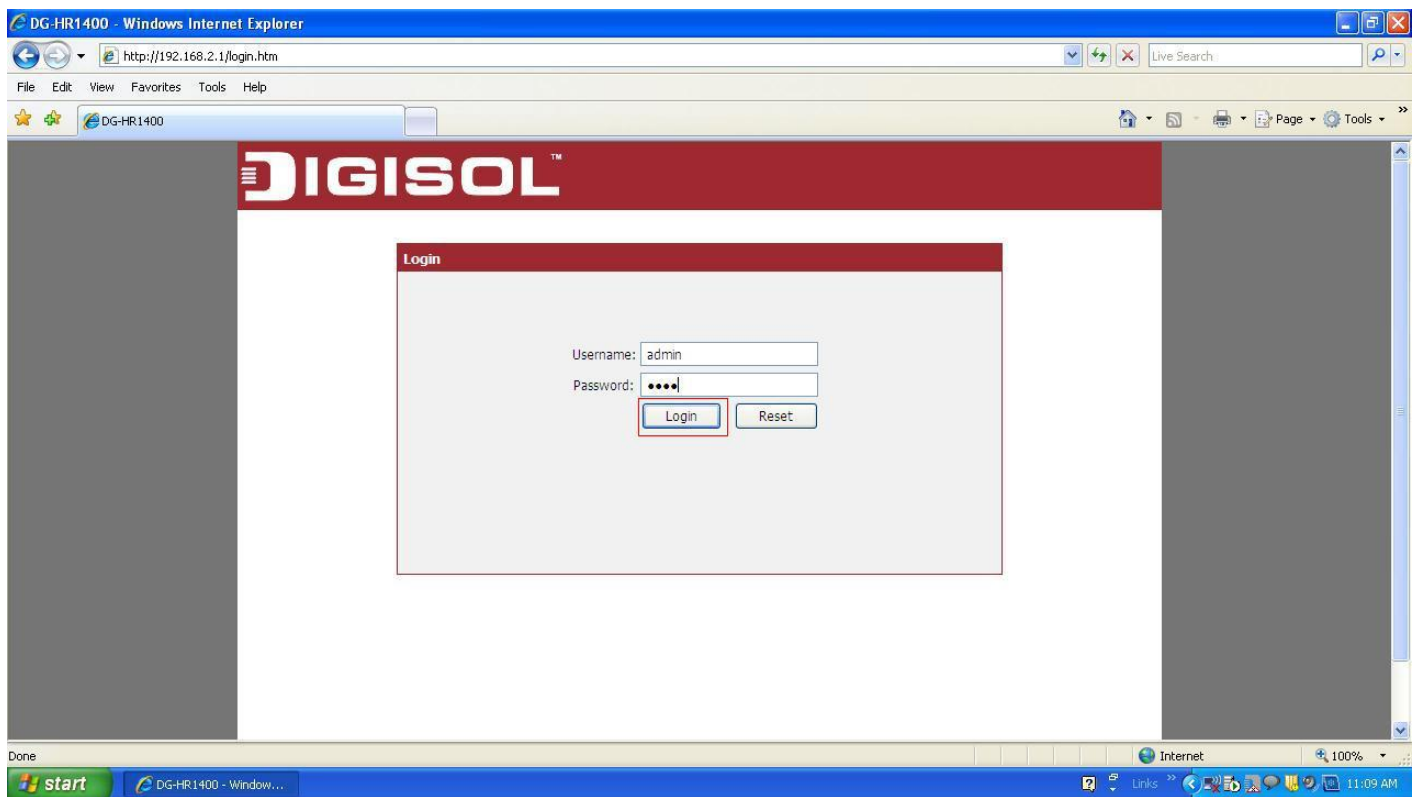 DG-HR1400 - Windows Internet Explorer
http://192.168.2.1/login.htm
Live Search
File Edit View Favorites Tools Help
DG-HR1400
Page Tools »
DIGISOL™
Login
Username: admin
Password: ••••
Login Reset
Done
Internet 100%
start DG-HR1400 - Window... Links » 11:09 AM